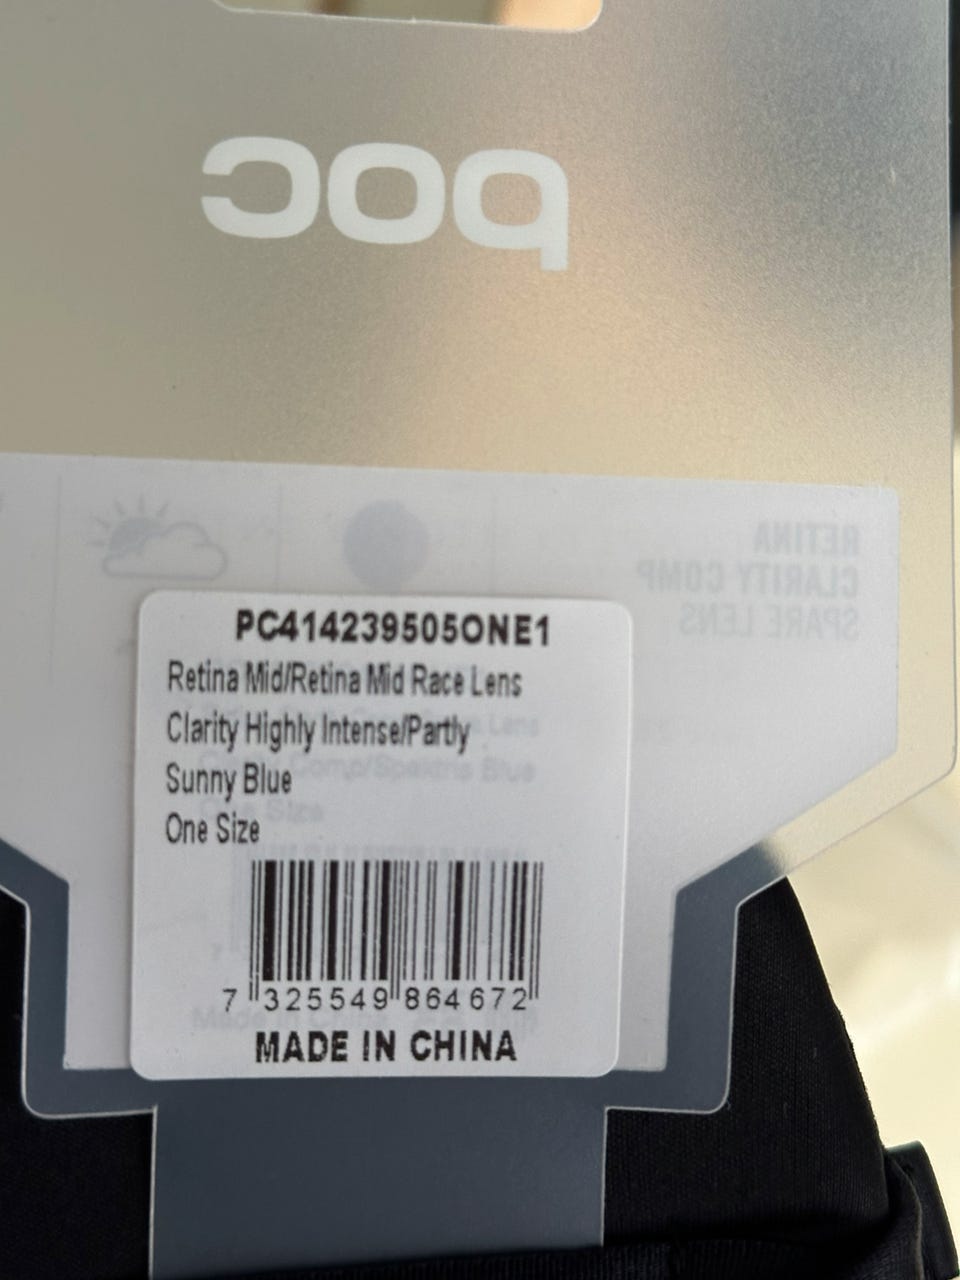 poc
RETINA
CLARITY COMP
SPARE LENS
PC414239505ONE1
Retina Mid/Retina Mid Race Lens
Clarity Highly Intense/Partly
Sunny Blue
One Size
7 325549 864672
MADE IN CHINA